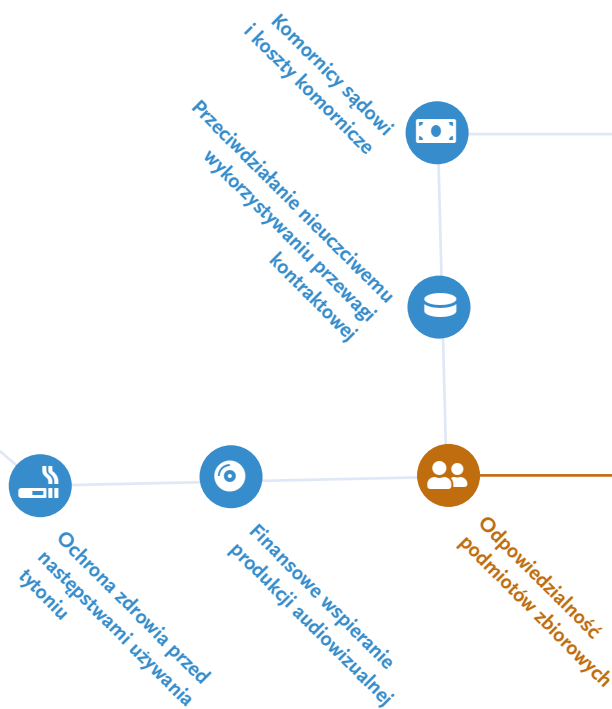 Komornicy sądowi
i koszty komornicze
Przeciwdziałanie nieuczciwemu
wykorzystywaniu przewagi
kontraktowej
Ochrona zdrowia przed
następstwami używania
tytoniu
Finansowe wspieranie
produkcji audiowizualnej
Odpowiedzialność
podmiotów zbiorowych